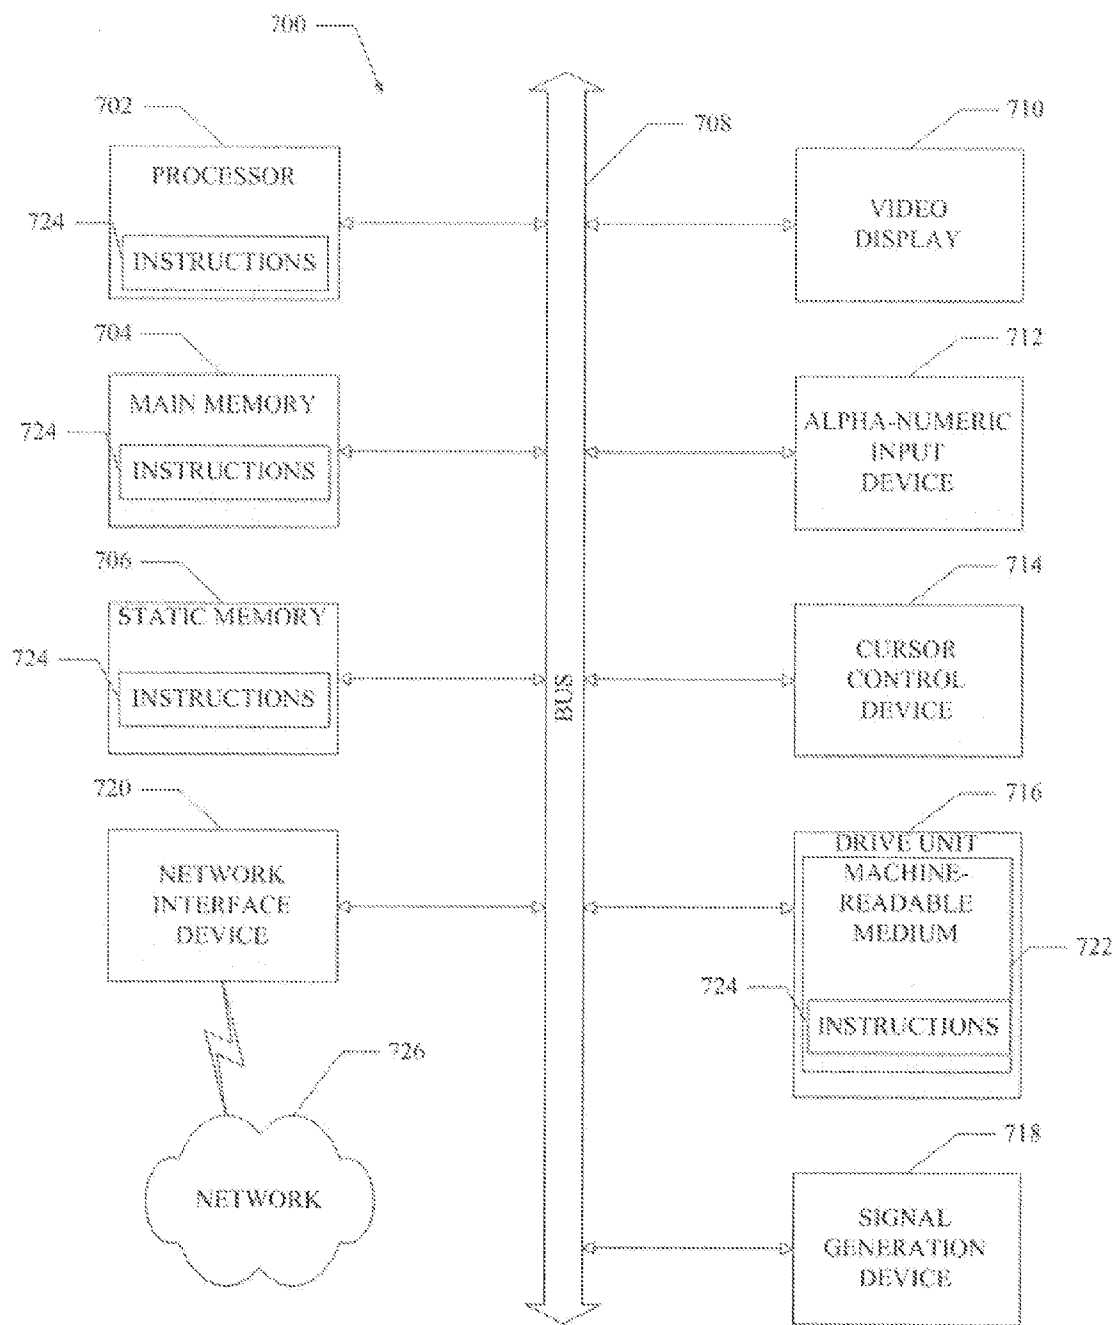 700
702
PROCESSOR
724
INSTRUCTIONS
704
MAIN MEMORY
724
INSTRUCTIONS
706
STATIC MEMORY
724
INSTRUCTIONS
720
NETWORK
INTERFACE
DEVICE
726
NETWORK
708
BUS
710
VIDEO
DISPLAY
712
ALPHA-NUMERIC
INPUT
DEVICE
714
CURSOR
CONTROL
DEVICE
716
DRIVE UNIT
MACHINE-
READABLE
MEDIUM
722
724
INSTRUCTIONS
718
SIGNAL
GENERATION
DEVICE